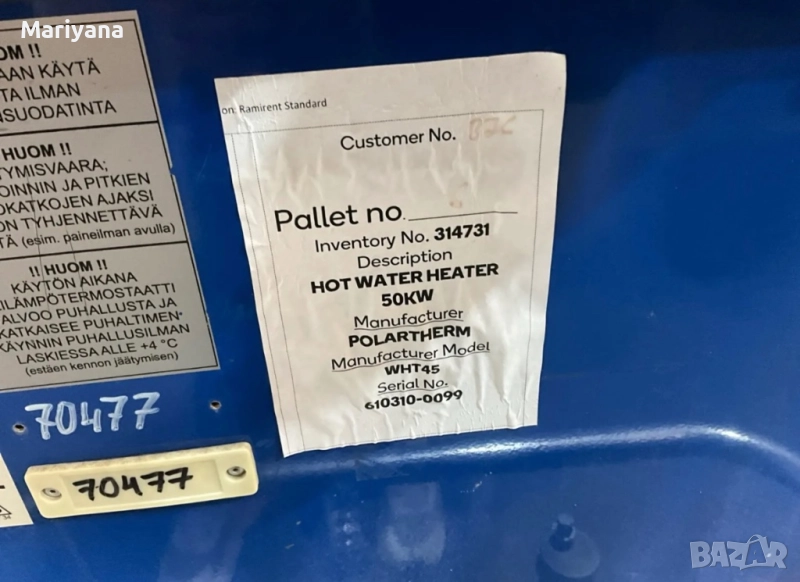 Mariyana
OM !!
AAN KÄYTÄ
TA ILMAN
NSUODATINTA
HUOM !!
TYMISVAARA;
OINNIN JA PITKIEN
OKATKOJEN AJAKSI
ON TYHJENNETTÄVÄ
TÄ (esim. paineilman avulla)
!! HUOM !!
KÄYTÖN AIKANA
ILÄMPÖTERMOSTAATTI
ALVOO PUHALLUSTA JA
KATKAISEE PUHALTIMEN
KÄYNNIN PUHALLUSILMAN
LASKIESSA ALLE +4 °C
(estäen kennon jäätymisen)
70477
70477
on: Ramirent Standard
Customer No.
Pallet no.
Inventory No. 314731
Description
HOT WATER HEATER
50KW
Manufacturer
POLARTHERM
Manufacturer Model
WHT45
Serial No.
610310-0099
BAZAR